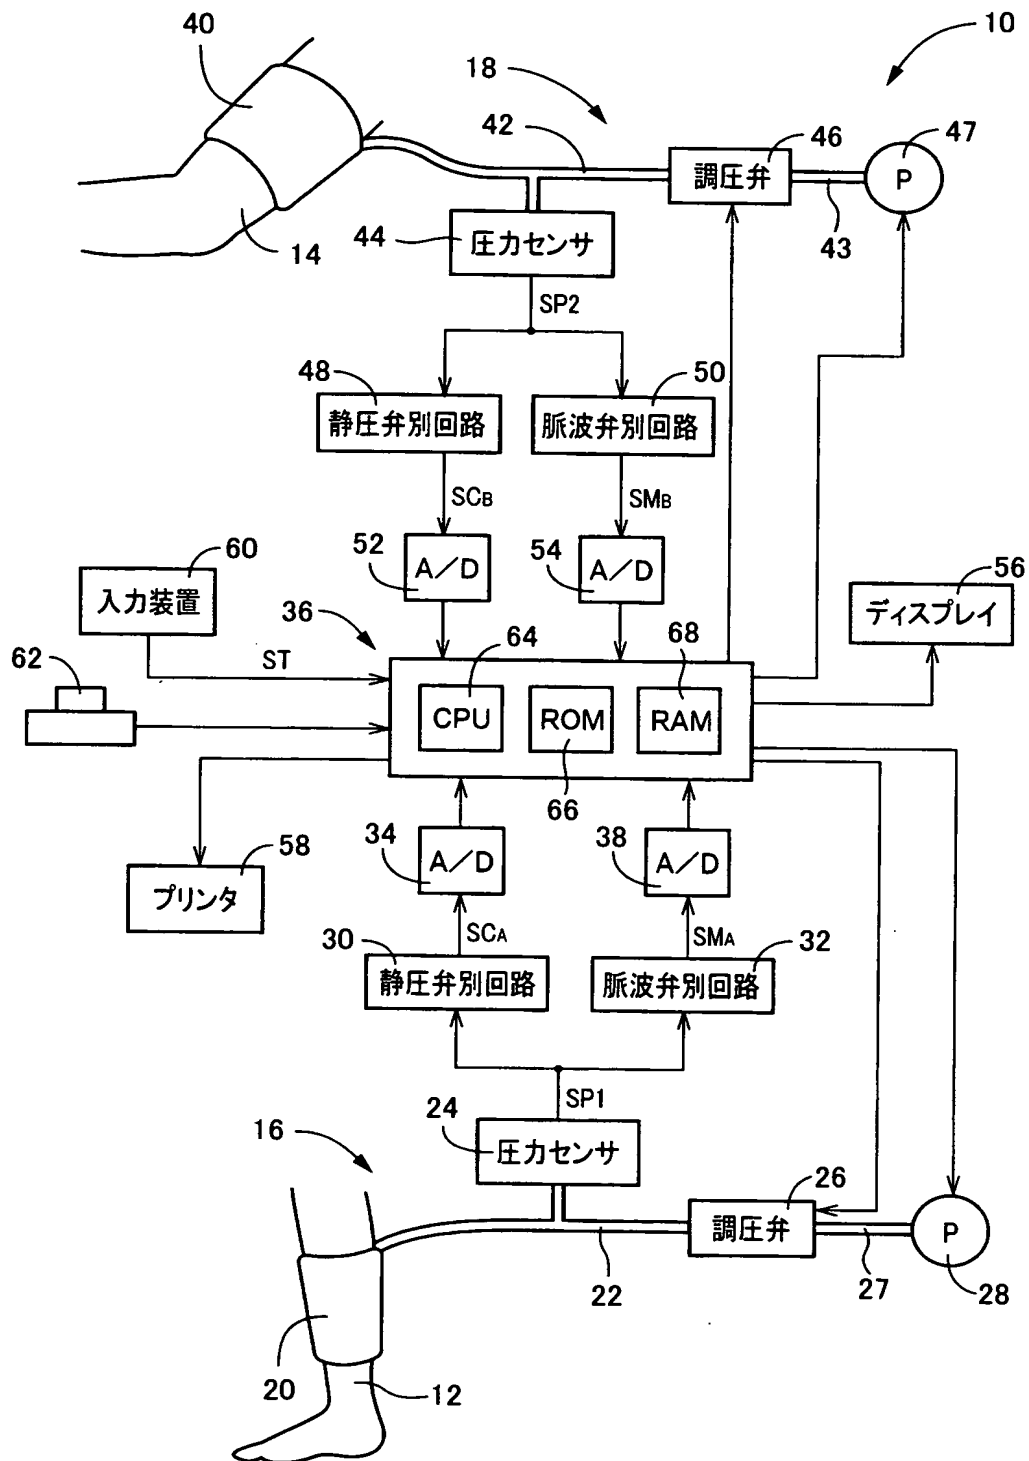 40
10
18
42
46
47
調圧弁
P
43
14
44
圧力センサ
SP2
48
50
静圧弁別回路
脈波弁別回路
SCB
SMB
52
54
A/D
A/D
60
入力装置
56
ディスプレイ
36
62
ST
64
68
CPU
ROM
RAM
66
58
プリンタ
34
38
A/D
A/D
SCA
SMA
30
32
静圧弁別回路
脈波弁別回路
SP1
24
圧力センサ
16
26
調圧弁
P
22
27
28
20
12